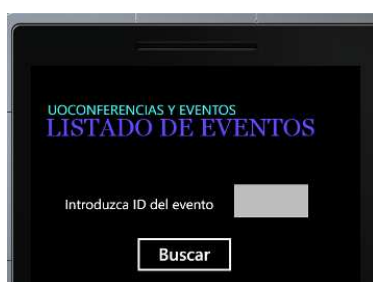 UOCONFERENCIAS Y EVENTOS
LISTADO DE EVENTOS
Introduzca ID del evento
Buscar